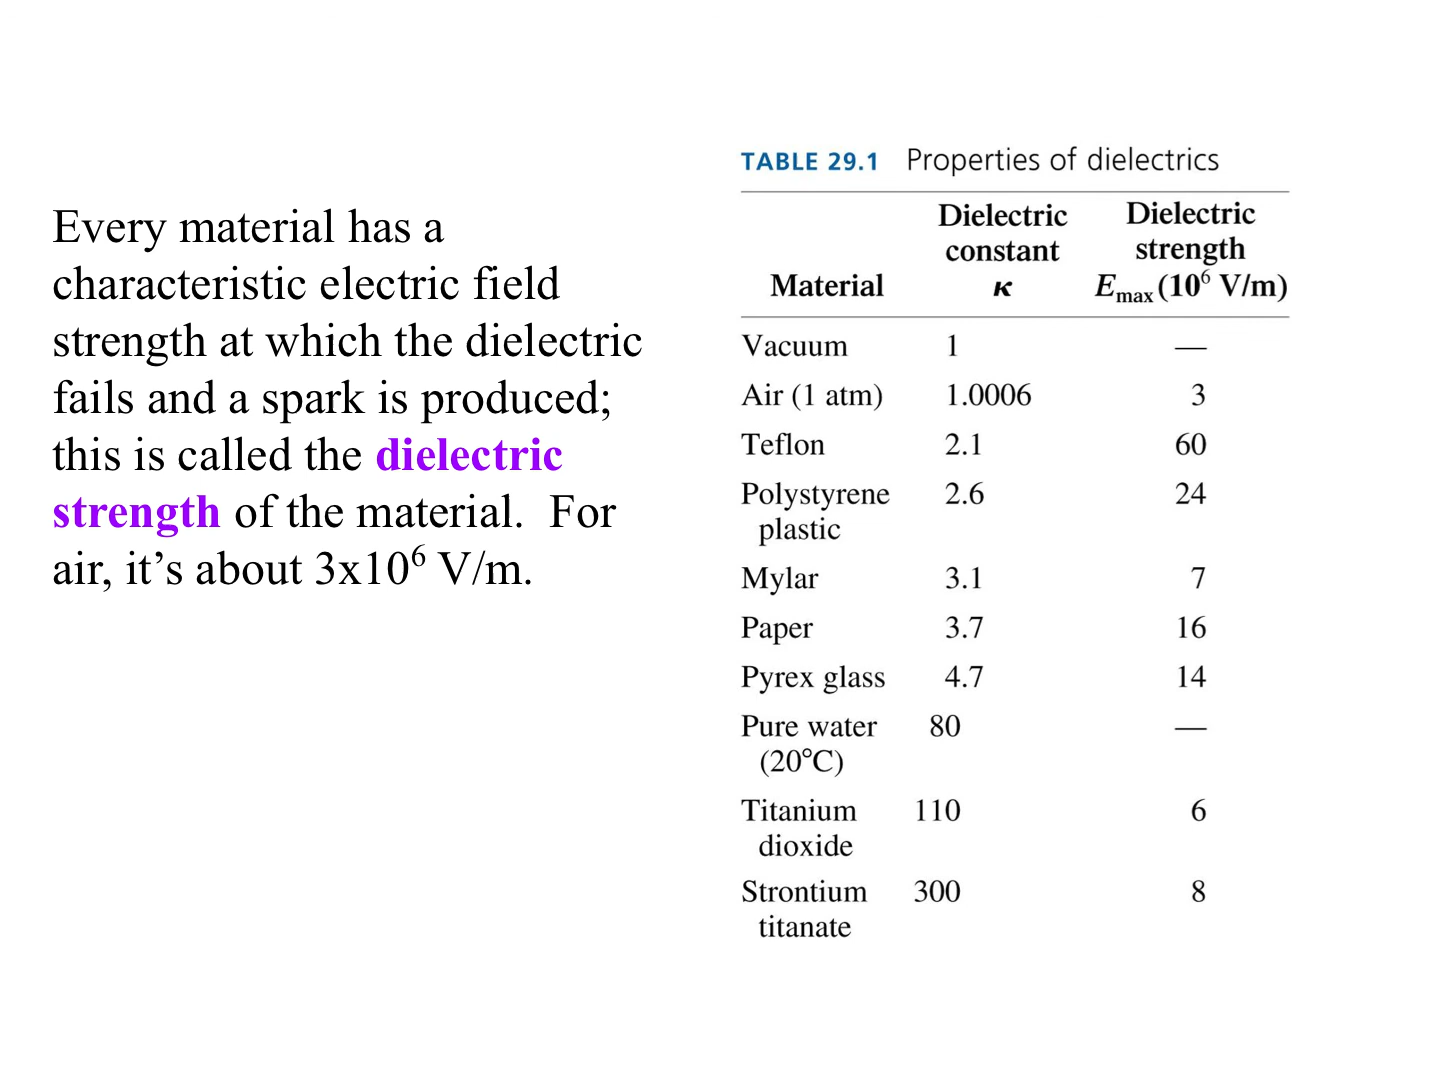 Every material has a
characteristic electric field
strength at which the dielectric
fails and a spark is produced;
this is called the dielectric
strength of the material.  For
air, it’s about 3x10⁶ V/m.
TABLE 29.1 Properties of dielectrics
Material Dielectric constant κ Dielectric strength E_max (10⁶ V/m)
Vacuum 1 —
Air (1 atm) 1.0006 3
Teflon 2.1 60
Polystyrene 2.6 24
plastic
Mylar 3.1 7
Paper 3.7 16
Pyrex glass 4.7 14
Pure water 80 —
(20°C)
Titanium 110 6
dioxide
Strontium 300 8
titanate